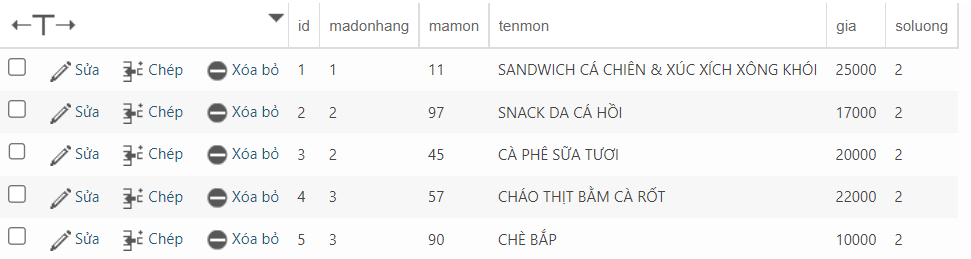 ←T→ id madonhang mamon tenmon gia soluong
Sửa Chép Xóa bỏ 1 1 11 SANDWICH CÁ CHIÊN & XÚC XÍCH XÔNG KHÓI 25000 2
Sửa Chép Xóa bỏ 2 2 97 SNACK DA CÁ HỒI 17000 2
Sửa Chép Xóa bỏ 3 2 45 CÀ PHÊ SỮA TƯƠI 20000 2
Sửa Chép Xóa bỏ 4 3 57 CHÁO THỊT BẰM CÀ RỐT 22000 2
Sửa Chép Xóa bỏ 5 3 90 CHÈ BẮP 10000 2